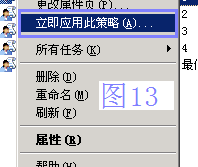 更改属性页(F)...
2
立即应用此策略(A)...
3
所有任务(K)
4
最
删除(D)
重命名(M)
刷新(F)
图13
属性(R)
帮助(H)